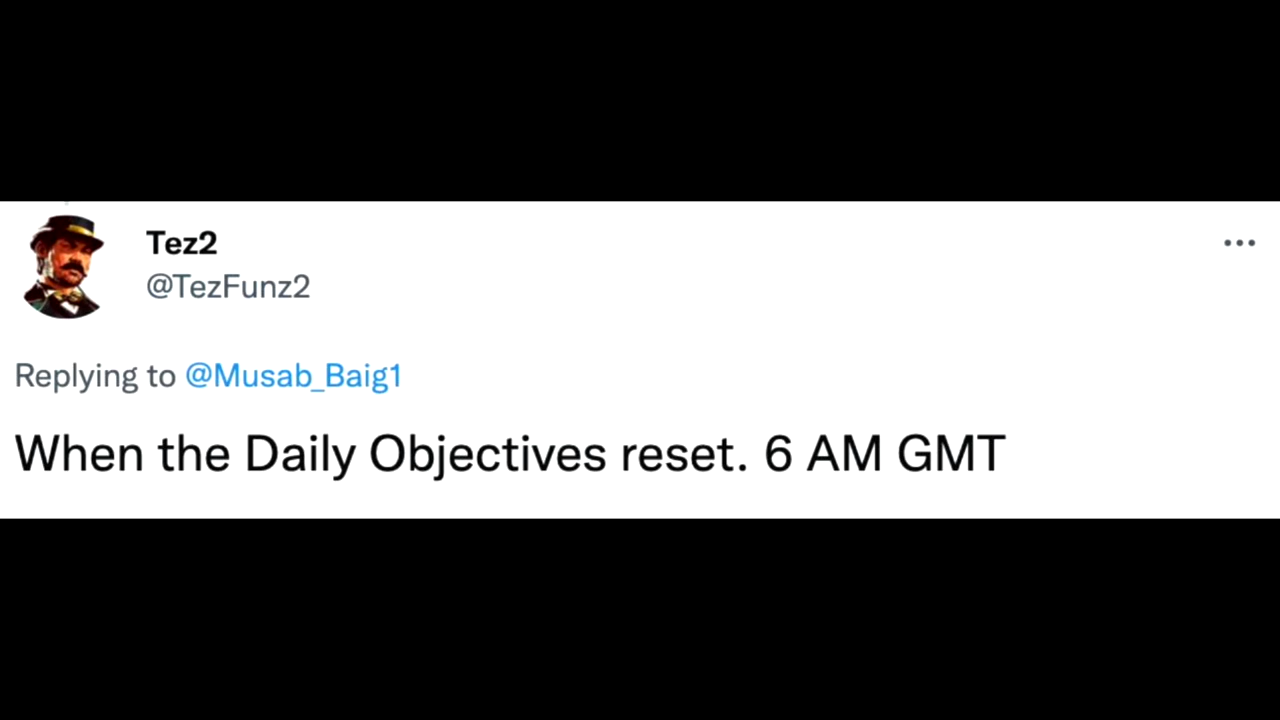 Tez2
@TezFunz2
Replying to @Musab_Baig1
When the Daily Objectives reset. 6 AM GMT